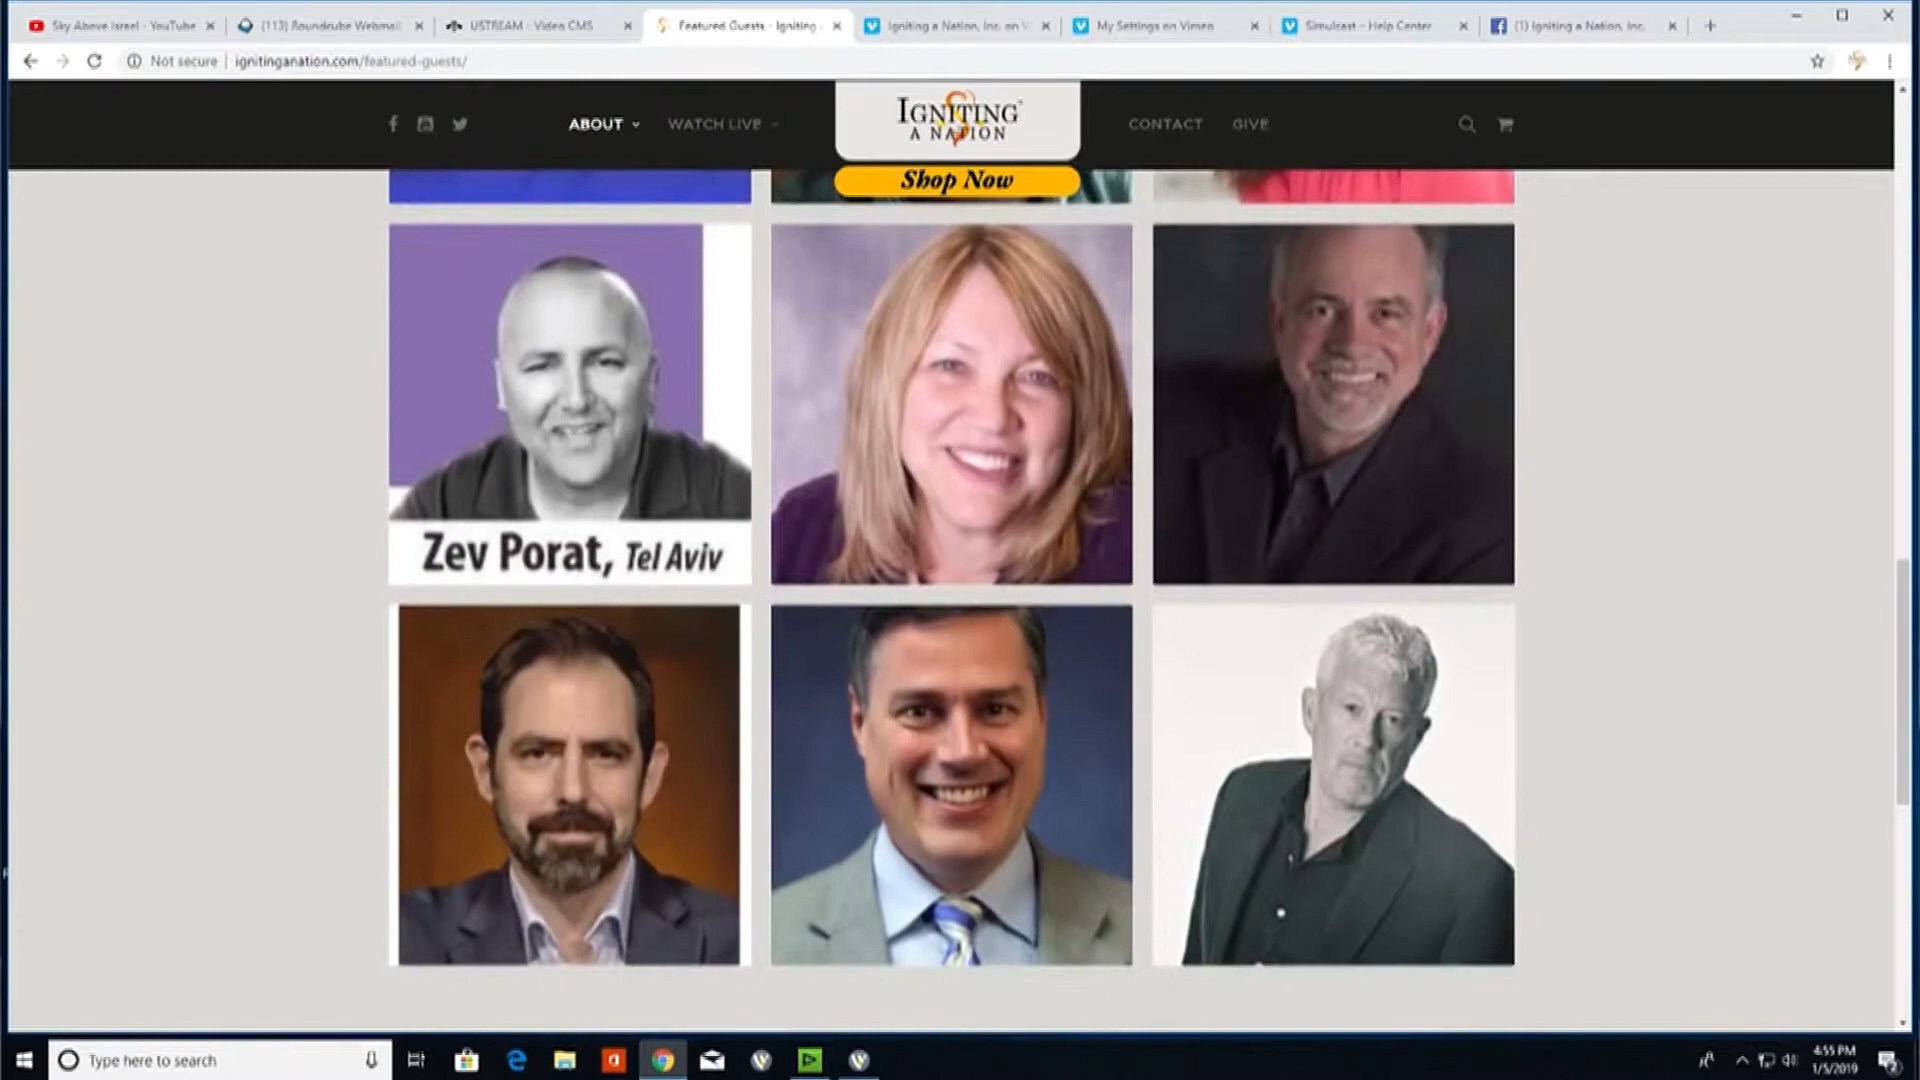 Sky Above Israel - YouTube
(113) Roundcube Webmail
USTREAM - Video CMS
Featured Guests - Igniting
Igniting a Nation, Inc. on V
My Settings on Vimeo
Simulcast - Help Center
(1) Igniting a Nation, Inc.
Not secure | ignitinganation.com/featured-guests/
ABOUT
WATCH LIVE
IGNITING
A NATION
CONTACT
GIVE
Shop Now
Zev Porat, Tel Aviv
Type here to search
4:55 PM
1/5/2019